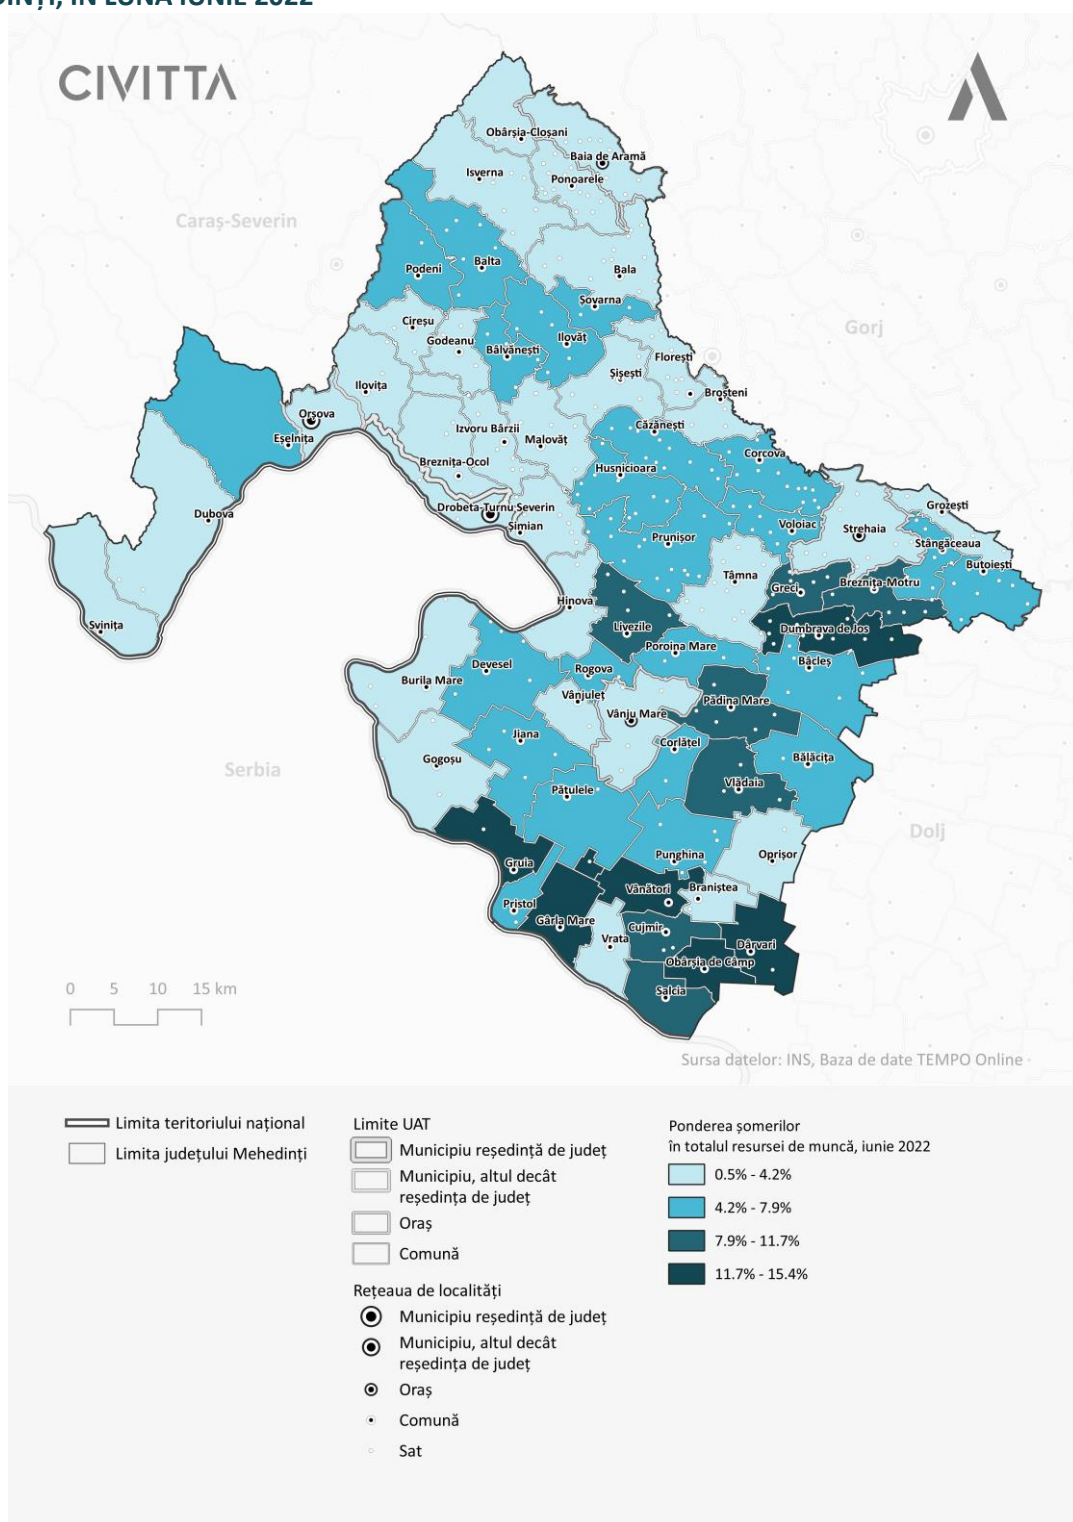 DINȚI, ÎN LUNA IUNIE 2022
CIVITTA
Obârșia-Cloșani
Baia de Aramă
Isverna
Ponoarele
Caraș-Severin
Balta
Podeni
Bala
Șovarna
Cireșu
Gorj
Godeanu
Ilovăț
Bâlvănești
Florești
Șișești
Ilovița
Broșteni
Orșova
Căzănești
Izvoru Bârzii
Eșelnița
Malovăț
Corcova
Breznița-Ocol
Husnicioara
Drobeta-Turnu Severin
Grozești
Dubova
Șimian
Voloiac
Strehaia
Prunișor
Stângăceaua
Butoiești
Tâmna
Breznița-Motru
Greci
Hinova
Svinița
Livezile
Dumbrava de Jos
Poroina Mare
Devesel
Rogova
Bâcleș
Burila Mare
Vânjuleț
Pădina Mare
Vânju Mare
Jiana
Corlățel
Gogoșu
Bălăcița
Serbia
Vlădaia
Pătulele
Dolj
Punghina
Oprișor
Gruia
Vânători
Braniștea
Pristol
Gârla Mare
Cujmir
Vrata
Dârvari
Obârșia de Câmp
Salcia
0 5 10 15 km
Sursa datelor: INS, Baza de date TEMPO Online
Limita teritoriului național
Limita județului Mehedinți
Limite UAT
Municipiu reședință de județ
Municipiu, altul decât
reședința de județ
Oraș
Comună
Rețeaua de localități
Municipiu reședință de județ
Municipiu, altul decât
reședința de județ
Oraș
Comună
Sat
Ponderea șomerilor
în totalul resursei de muncă, iunie 2022
0.5% - 4.2%
4.2% - 7.9%
7.9% - 11.7%
11.7% - 15.4%